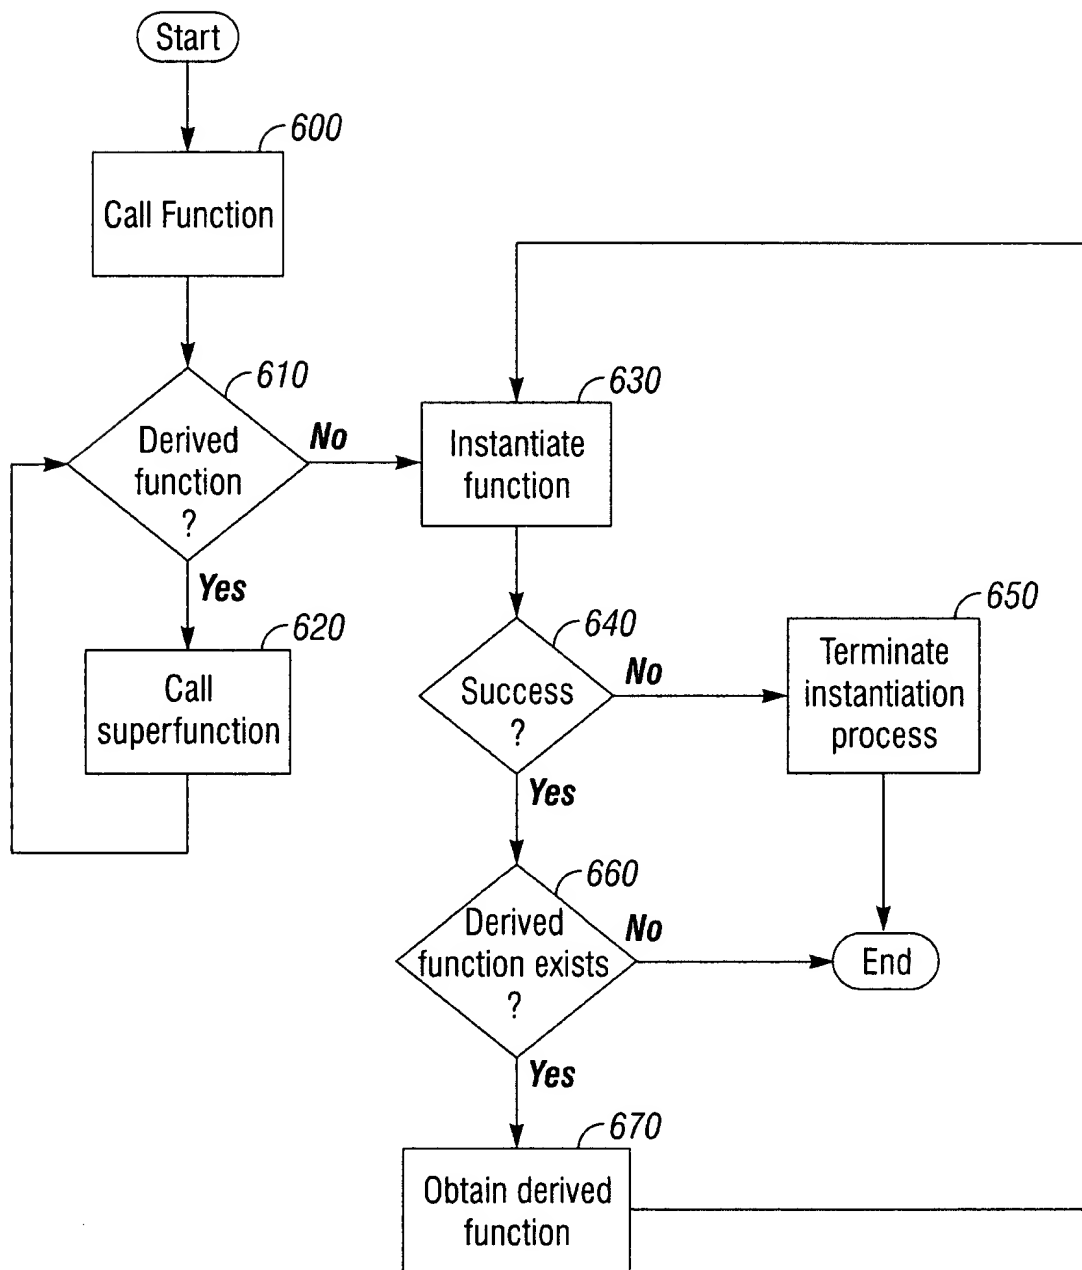 Start
600
Call Function
610
Derived
function
?
No
Yes
620
Call
superfunction
630
Instantiate
function
640
Success
?
No
Yes
650
Terminate
instantiation
process
660
Derived
function exists
?
No
Yes
End
670
Obtain derived
function